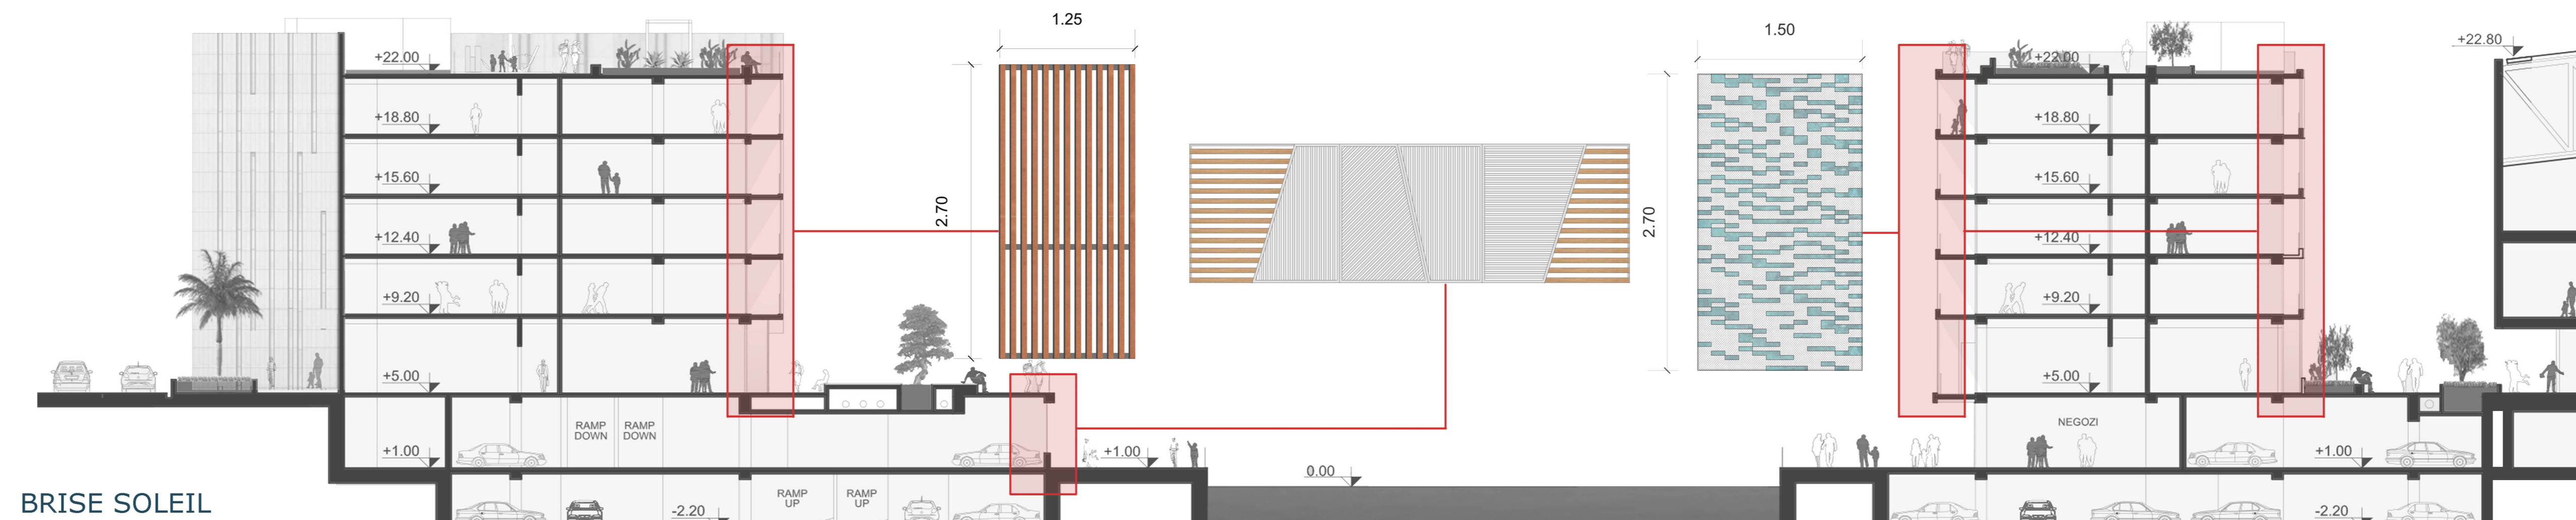 1.25
1.50
+22.80
+22.00
+22.00
+18.80
+18.80
+15.60
+15.60
2.70
2.70
+12.40
+12.40
+9.20
+9.20
+5.00
+5.00
RAMP
DOWN
RAMP
DOWN
NEGOZI
+1.00
+1.00
+1.00
0.00
BRISE SOLEIL
RAMP
UP
RAMP
UP
-2.20
-2.20